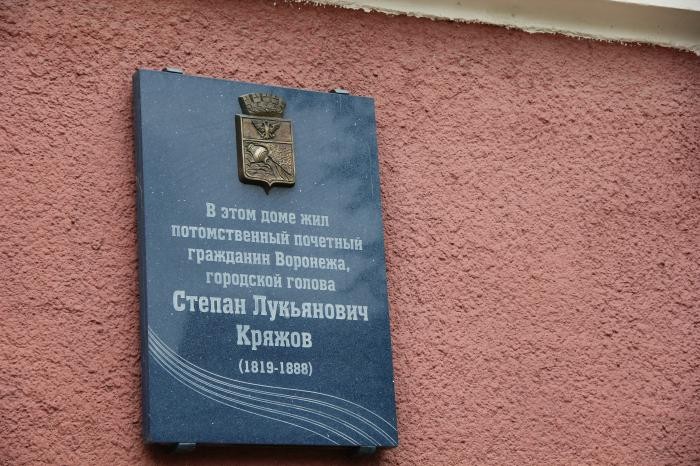 В этом доме жил
потомственный почетный
гражданин Воронежа,
городской голова
Степан Лукьянович
Кряжов
(1819-1888)